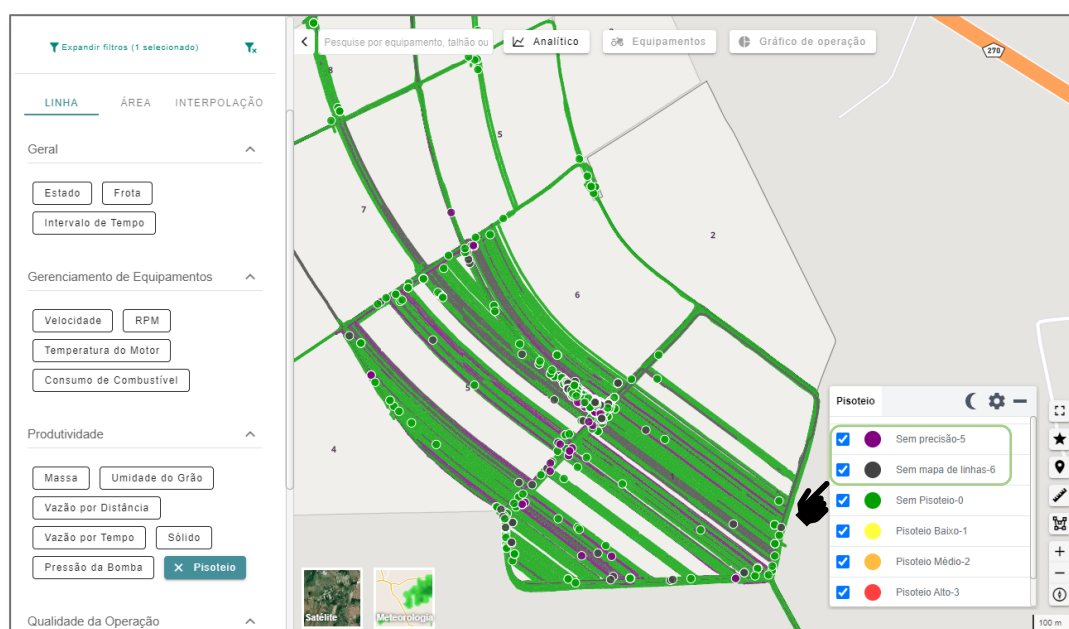 Expandir filtros (1 selecionado)
LINHA ÁREA INTERPOLAÇÃO
Geral
Estado Frota
Intervalo de Tempo
Gerenciamento de Equipamentos
Velocidade RPM
Temperatura do Motor
Consumo de Combustível
Produtividade
Massa Umidade do Grão
Vazão por Distância
Vazão por Tempo Sólido
Pressão da Bomba × Pisoteio
Qualidade da Operação
Pesquise por equipamento, talhão ou
Analítico
Equipamentos
Gráfico de operação
270
8
5
7
2
6
5
4
Satélite
Meteorologia
Pisoteio
Sem precisão-5
Sem mapa de linhas-6
Sem Pisoteio-0
Pisoteio Baixo-1
Pisoteio Médio-2
Pisoteio Alto-3
100 m